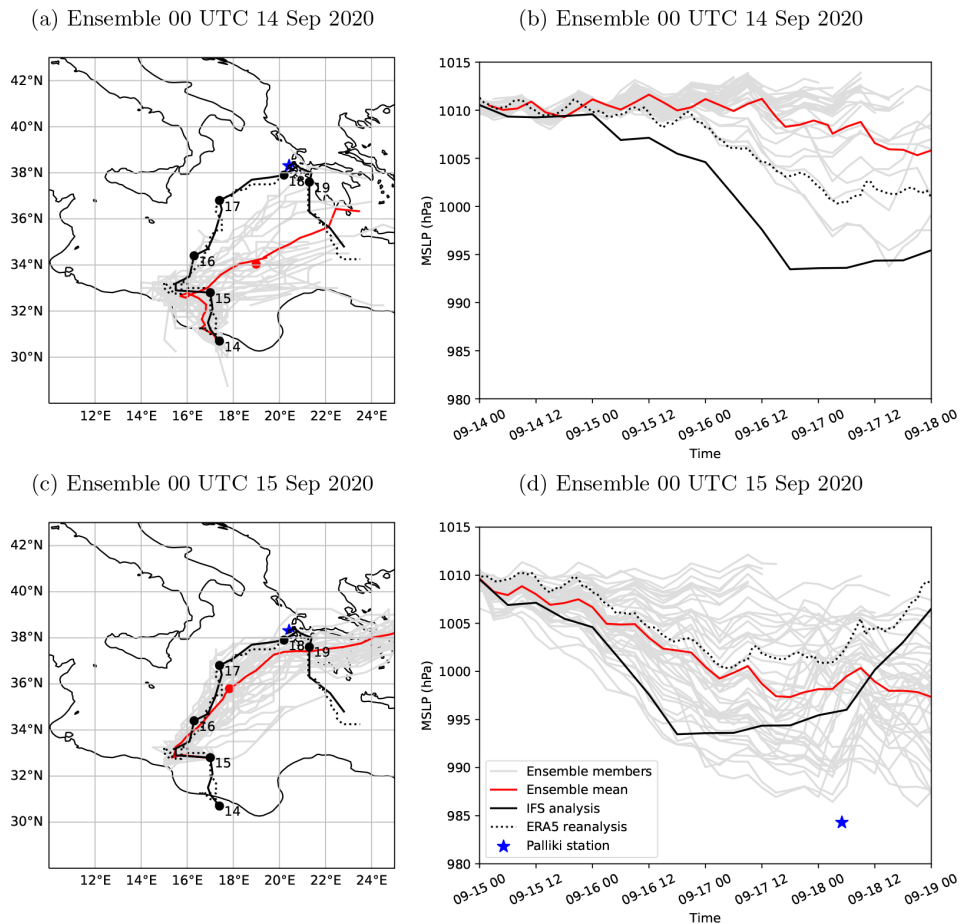 (a) Ensemble 00 UTC 14 Sep 2020
(b) Ensemble 00 UTC 14 Sep 2020
42°N
40°N
38°N
36°N
34°N
32°N
30°N
12°E 14°E 16°E 18°E 20°E 22°E 24°E
14
15
16
17
18
19
MSLP (hPa)
1015
1010
1005
1000
995
990
985
980
09-14 00 09-14 12 09-15 00 09-15 12 09-16 00 09-16 12 09-17 00 09-17 12 09-18 00
Time
(c) Ensemble 00 UTC 15 Sep 2020
(d) Ensemble 00 UTC 15 Sep 2020
42°N
40°N
38°N
36°N
34°N
32°N
30°N
12°E 14°E 16°E 18°E 20°E 22°E 24°E
14
15
16
17
18
19
MSLP (hPa)
1015
1010
1005
1000
995
990
985
980
Ensemble members
Ensemble mean
IFS analysis
ERA5 reanalysis
Palliki station
09-15 00 09-15 12 09-16 00 09-16 12 09-17 00 09-17 12 09-18 00 09-18 12 09-19 00
Time